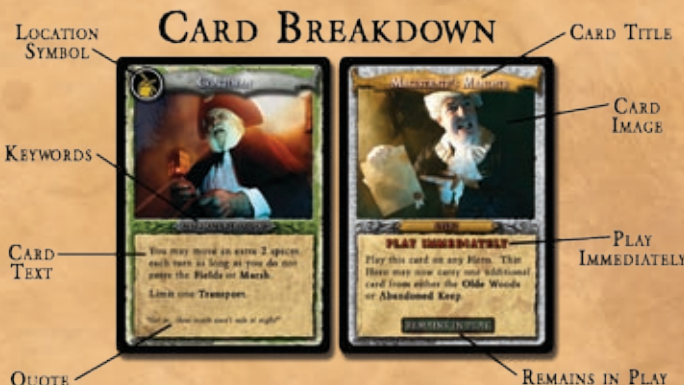 CARD BREAKDOWN
LOCATION
SYMBOL
CARD TITLE
CARD
IMAGE
KEYWORDS
CARD
TEXT
You may move an extra 2 spaces
each turn as long as you do not
enter the Fields or Marsh.
Limit one Transport.
PLAY IMMEDIATELY
Play this card on any Hero. This
Hero may now carry one additional
card from either the Olde Woods
or Abandoned Keep.
REMAINS IN PLAY
PLAY
IMMEDIATELY
QUOTE
REMAINS IN PLAY